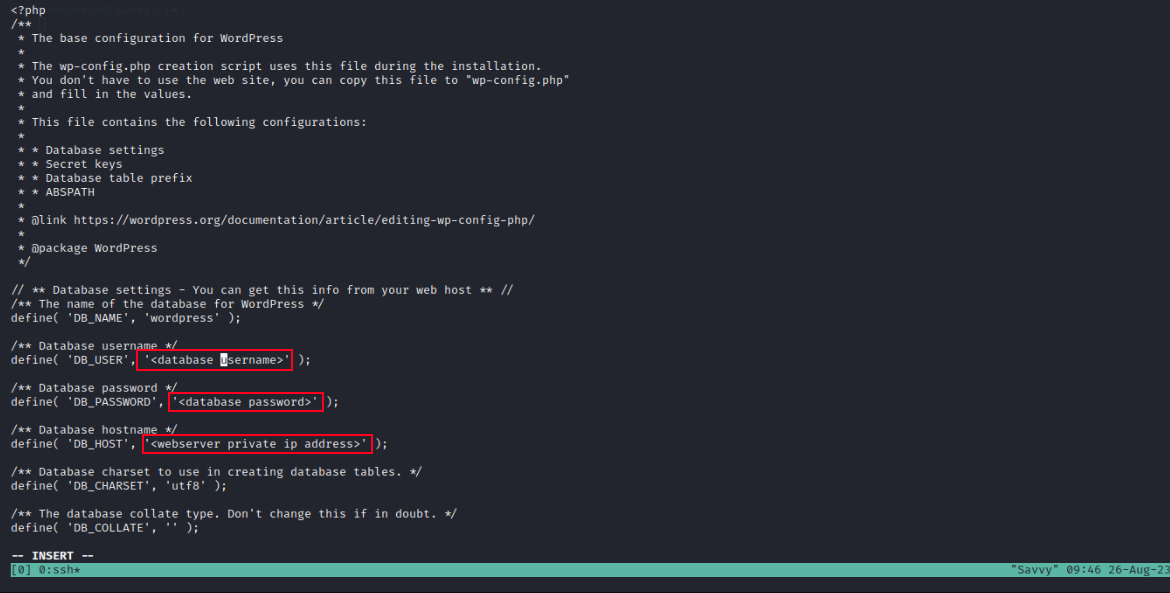 <?php
/**
 * The base configuration for WordPress
 *
 * The wp-config.php creation script uses this file during the installation.
 * You don't have to use the web site, you can copy this file to "wp-config.php"
 * and fill in the values.
 *
 * This file contains the following configurations:
 *
 * * Database settings
 * * Secret keys
 * * Database table prefix
 * * ABSPATH
 *
 * @link https://wordpress.org/documentation/article/editing-wp-config-php/
 *
 * @package WordPress
 */

// ** Database settings - You can get this info from your web host ** //
/** The name of the database for WordPress */
define( 'DB_NAME', 'wordpress' );

/** Database username */
define( 'DB_USER', '<database username>' );

/** Database password */
define( 'DB_PASSWORD', '<database password>' );

/** Database hostname */
define( 'DB_HOST', '<webserver private ip address>' );

/** Database charset to use in creating database tables. */
define( 'DB_CHARSET', 'utf8' );

/** The database collate type. Don't change this if in doubt. */
define( 'DB_COLLATE', '' );

-- INSERT --
[0] 0:ssh* "Savvy" 09:46 26-Aug-23